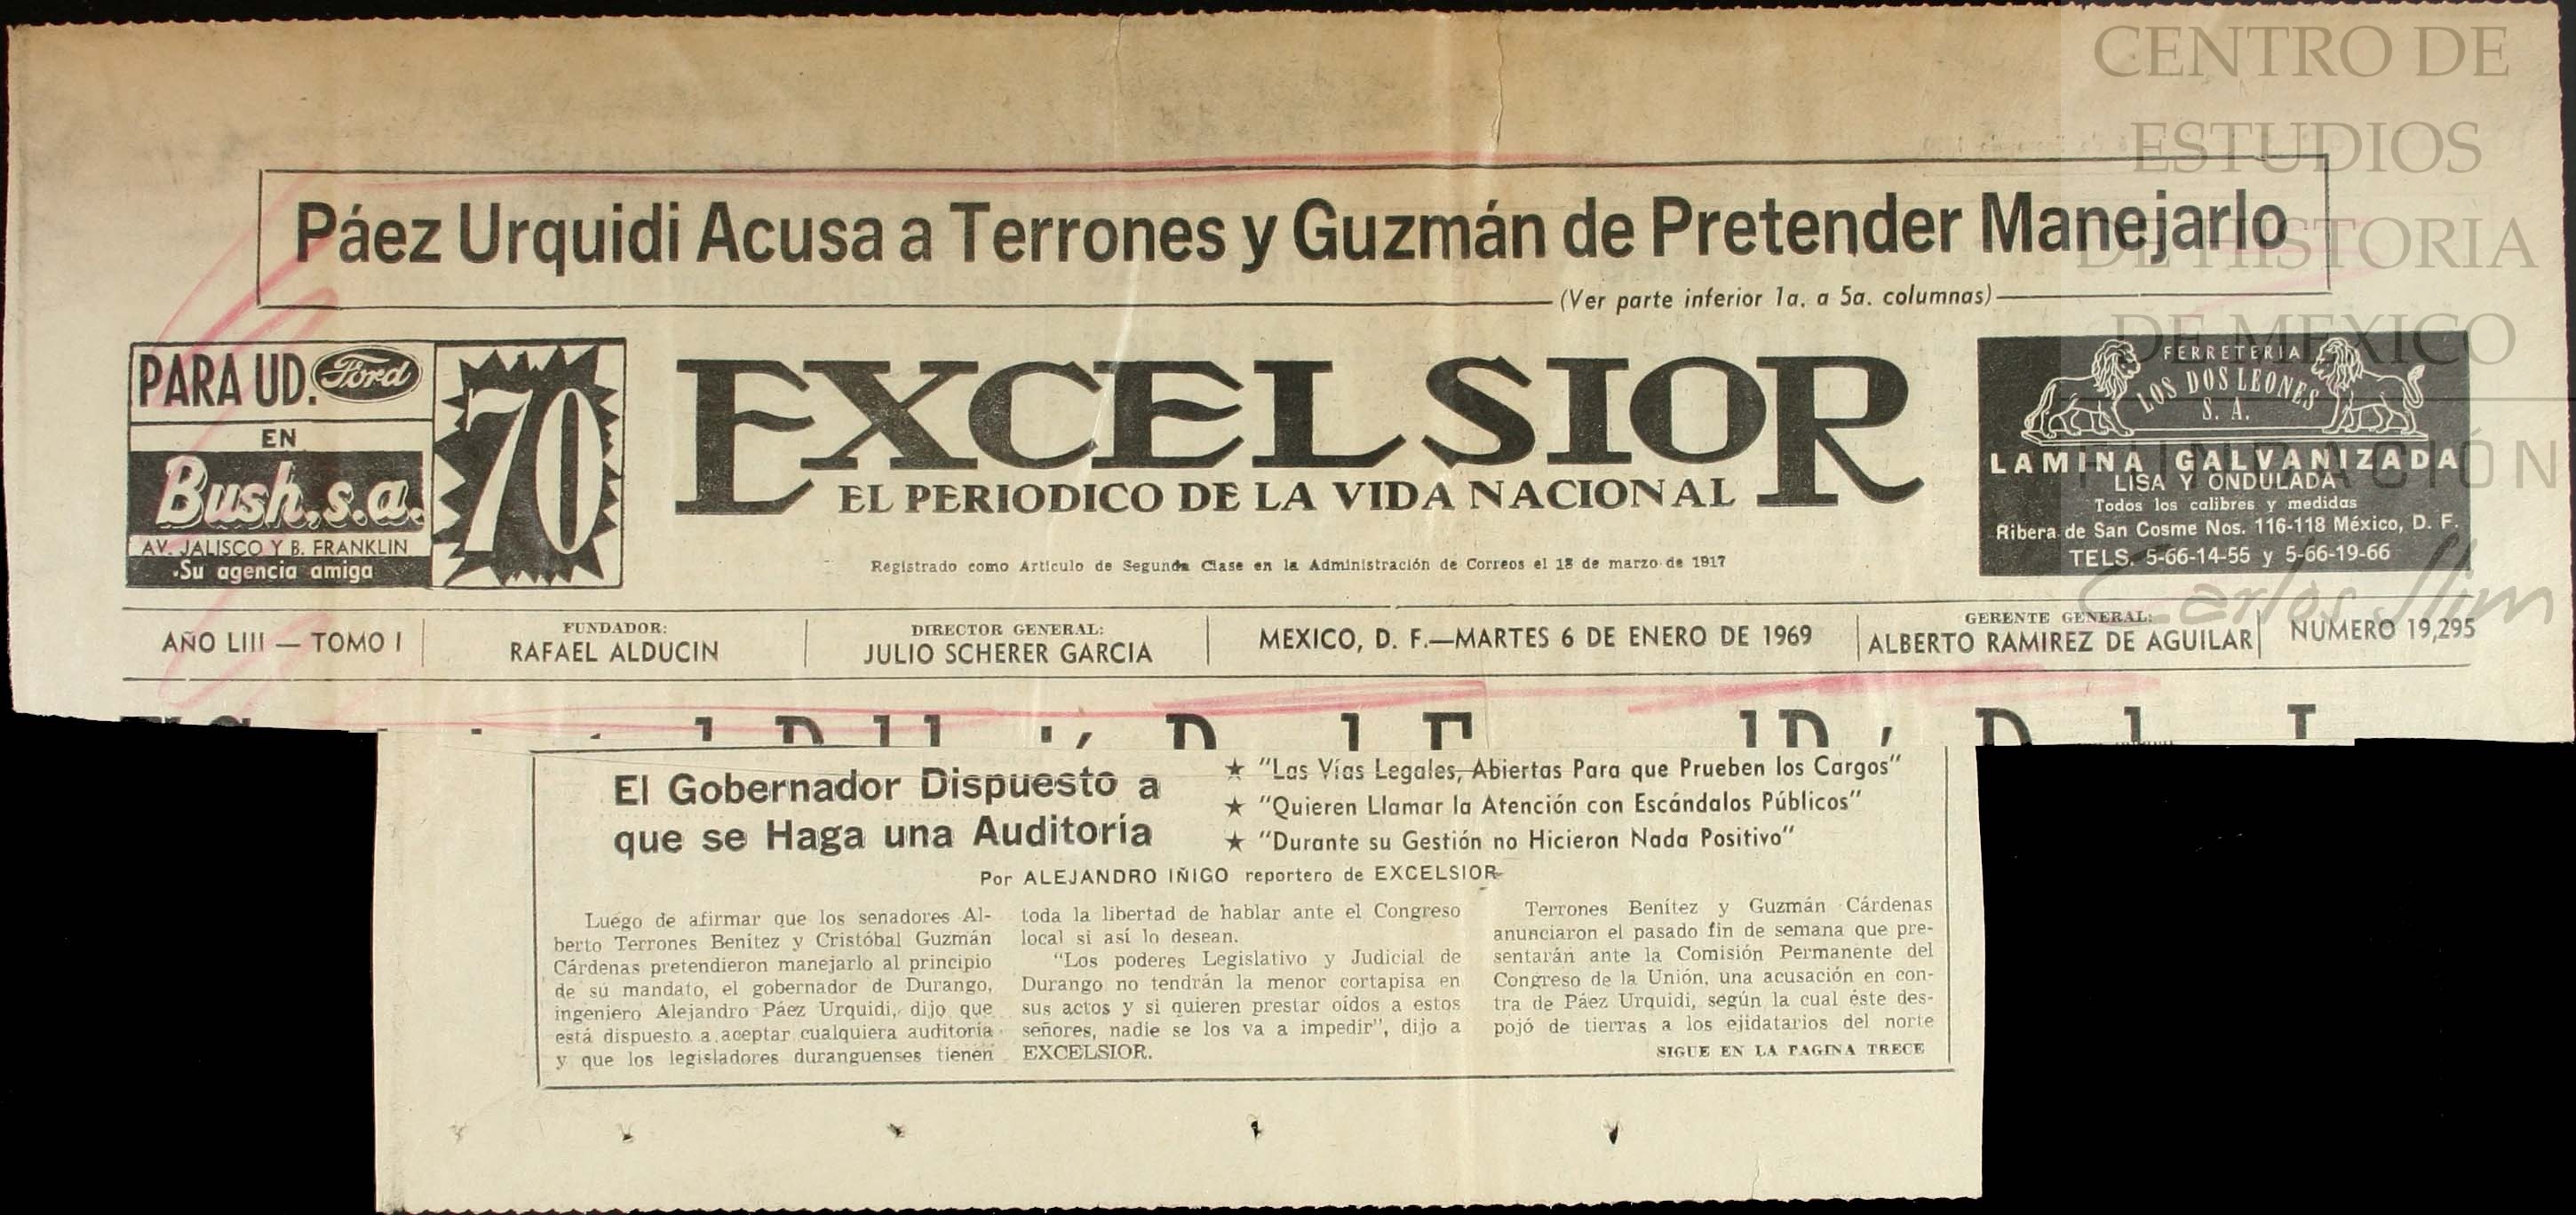 CENTRO DE
ESTUDIOS
DE HISTORIA
DE MEXICO
FUNDACIÓN
Carlos Slim
Páez Urquidi Acusa a Terrones y Guzmán de Pretender Manejarlo
(Ver parte inferior 1a. a 5a. columnas)
PARA UD. Ford
EN
Bush, s.a.
AV. JALISCO Y B. FRANKLIN
Su agencia amiga
70
EXCELSIOR
EL PERIODICO DE LA VIDA NACIONAL
Registrado como Artículo de Segunda Clase en la Administración de Correos el 18 de marzo de 1917
FERRETERIA
LOS DOS LEONES
S. A.
LAMINA GALVANIZADA
LISA Y ONDULADA
Todos los calibres y medidas
Ribera de San Cosme Nos. 116-118 México, D. F.
TELS. 5-66-14-55 y 5-66-19-66
AÑO LIII — TOMO I
FUNDADOR:
RAFAEL ALDUCIN
DIRECTOR GENERAL:
JULIO SCHERER GARCIA
MEXICO, D. F.—MARTES 6 DE ENERO DE 1969
GERENTE GENERAL:
ALBERTO RAMIREZ DE AGUILAR
NUMERO 19,295
El Gobernador Dispuesto a
que se Haga una Auditoría
★ "Las Vías Legales, Abiertas Para que Prueben los Cargos"
★ "Quieren Llamar la Atención con Escándalos Públicos"
★ "Durante su Gestión no Hicieron Nada Positivo"
Por ALEJANDRO IÑIGO reportero de EXCELSIOR
Luego de afirmar que los senadores Al-
berto Terrones Benítez y Cristóbal Guzmán
Cárdenas pretendieron manejarlo al principio
de su mandato, el gobernador de Durango,
ingeniero Alejandro Páez Urquidi, dijo que
está dispuesto a aceptar cualquiera auditoría
y que los legisladores duranguenses tienen
toda la libertad de hablar ante el Congreso
local si así lo desean.
"Los poderes Legislativo y Judicial de
Durango no tendrán la menor cortapisa en
sus actos y si quieren prestar oídos a estos
señores, nadie se los va a impedir", dijo a
EXCELSIOR.
Terrones Benítez y Guzmán Cárdenas
anunciaron el pasado fin de semana que pre-
sentarán ante la Comisión Permanente del
Congreso de la Unión, una acusación en con-
tra de Páez Urquidi, según la cual éste des-
pojó de tierras a los ejidatarios del norte
SIGUE EN LA PAGINA TRECE